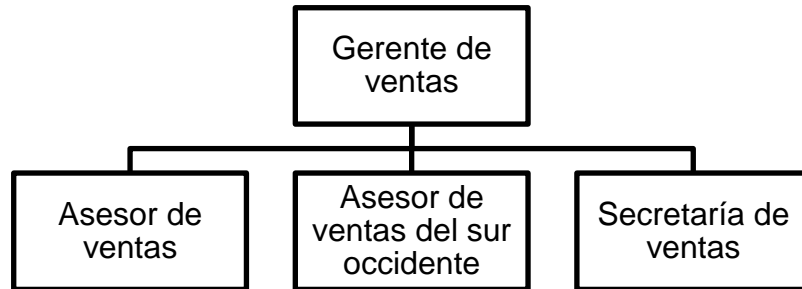 Gerente de
ventas
Asesor de
ventas
Asesor de
ventas del sur
occidente
Secretaría de
ventas